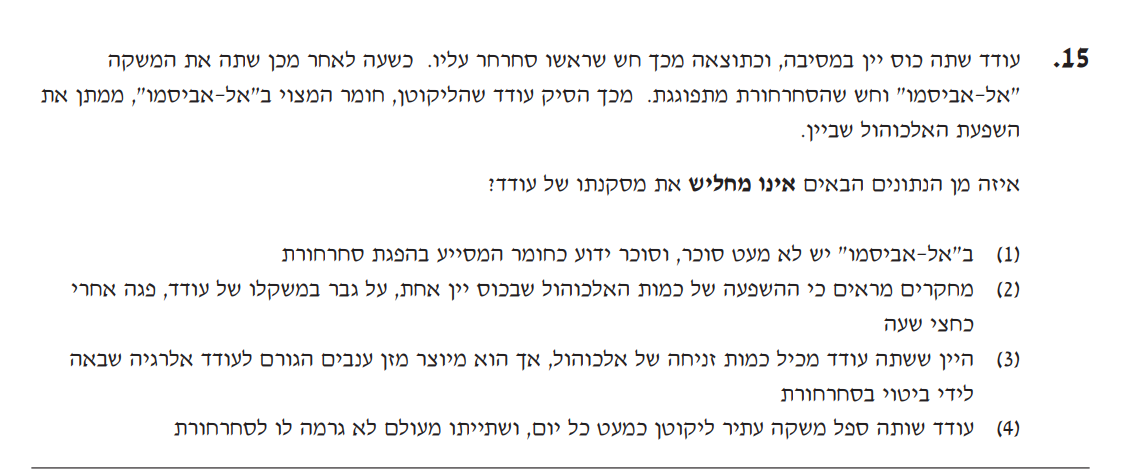 15. עודד שתה כוס יין במסיבה, וכתוצאה מכך חש שראשו סחרחר עליו. כשעה לאחר מכן שתה את המשקה
"אל-אביסמו" וחש שהסחרחורת מתפוגגת. מכך הסיק עודד שהליקוטן, חומר המצוי ב"אל-אביסמו", ממתן את
השפעת האלכוהול שביין.
איזה מן הנתונים הבאים אינו מחליש את מסקנתו של עודד?
(1) ב"אל-אביסמו" יש לא מעט סוכר, וסוכר ידוע כחומר המסייע בהפגת סחרחורת
(2) מחקרים מראים כי ההשפעה של כמות האלכוהול שבכוס יין אחת, על גבר במשקלו של עודד, פגה אחרי
כחצי שעה
(3) היין ששתה עודד מכיל כמות זניחה של אלכוהול, אך הוא מיוצר מזן ענבים הגורם לעודד אלרגיה שבאה
לידי ביטוי בסחרחורת
(4) עודד שותה ספל משקה עתיר ליקוטן כמעט כל יום, ושתייתו מעולם לא גרמה לו לסחרחורת